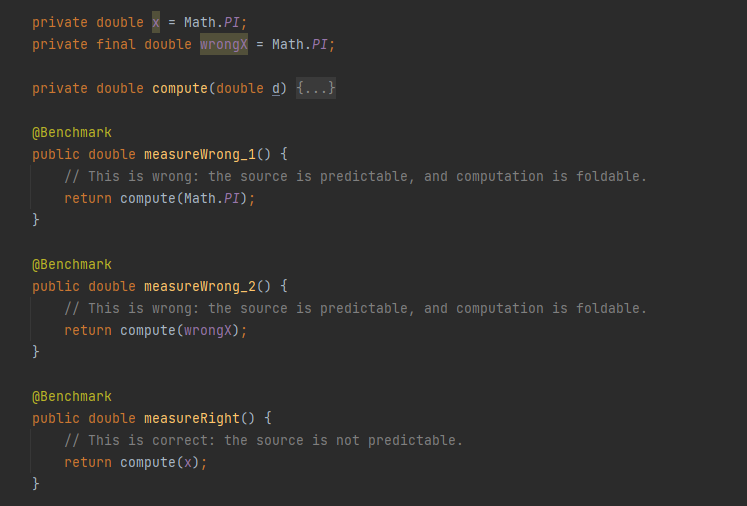 private double x = Math.PI;
private final double wrongX = Math.PI;
private double compute(double d) {...}
@Benchmark
public double measureWrong_1() {
// This is wrong: the source is predictable, and computation is foldable.
return compute(Math.PI);
}
@Benchmark
public double measureWrong_2() {
// This is wrong: the source is predictable, and computation is foldable.
return compute(wrongX);
}
@Benchmark
public double measureRight() {
// This is correct: the source is not predictable.
return compute(x);
}